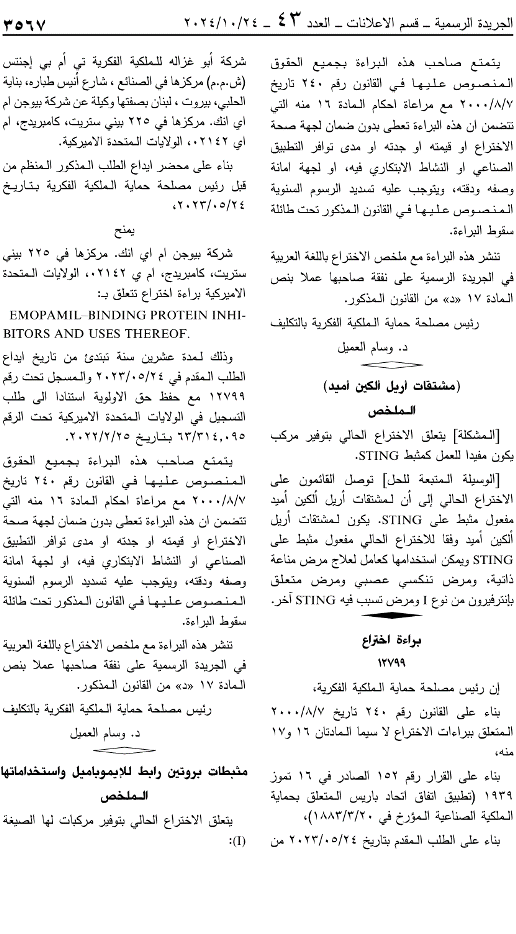 الجريدة الرسمية – قسم الاعلانات – العدد ٤٣ – ٢٠٢٤/١٠/٢٤
٣٥٦٧
يتمتع صاحب هذه البراءة بجميع الحقوق
المنصوص عليها في القانون رقم ٢٤٠ تاريخ
٢٠٠٠/٨/٧ مع مراعاة احكام المادة ١٦ منه التي
تتضمن ان هذه البراءة تعطى بدون ضمان لجهة صحة
الاختراع او قيمته او جدته او مدى توافر التطبيق
الصناعي او النشاط الابتكاري فيه، او لجهة امانة
وصفه ودقته، ويتوجب عليه تسديد الرسوم السنوية
المنصوص عليها في القانون المذكور تحت طائلة
سقوط البراءة.
تنشر هذه البراءة مع ملخص الاختراع باللغة العربية
في الجريدة الرسمية على نفقة صاحبها عملا بنص
المادة ١٧ «د» من القانون المذكور.
رئيس مصلحة حماية الملكية الفكرية بالتكليف
د. وسام العميل
(مشتقات أريل ألكين أميد)
الملخص
[المشكلة] يتعلق الاختراع الحالي بتوفير مركب
يكون مفيدا للعمل كمثبط STING.
[الوسيلة المتبعة للحل] توصل القائمون على
الاختراع الحالي إلى أن لمشتقات أريل ألكين أميد
مفعول مثبط على STING. يكون لمشتقات أريل
ألكين أميد وفقا للاختراع الحالي مفعول مثبط على
STING ويمكن استخدامها كعامل لعلاج مرض مناعة
ذاتية، ومرض تنكسي عصبي ومرض متعلق
بإنترفيرون من نوع I ومرض تسبب فيه STING آخر.
براءة اختراع
١٢٧٩٩
إن رئيس مصلحة حماية الملكية الفكرية،
بناء على القانون رقم ٢٤٠ تاريخ ٢٠٠٠/٨/٧
المتعلق ببراءات الاختراع لا سيما المادتان ١٦ و١٧
منه،
بناء على القرار رقم ١٥٢ الصادر في ١٦ تموز
١٩٣٩ (تطبيق اتفاق اتحاد باريس المتعلق بحماية
الملكية الصناعية المؤرخ في ١٨٨٣/٣/٢٠)،
بناء على الطلب المقدم بتاريخ ٢٠٢٣/٠٥/٢٤ من
شركة أبو غزاله للملكية الفكرية تي أم بي إجنتس
(ش.م.م) مركزها في الصنائع ، شارع أنيس طباره، بناية
الحلبي، بيروت ، لبنان بصفتها وكيلة عن شركة بيوجن ام
اي انك. مركزها في ٢٢٥ بيني ستريت، كامبريدج، ام
اي، ٠٢١٤٢، الولايات المتحدة الاميركية.
بناء على محضر ايداع الطلب المذكور المنظم من
قبل رئيس مصلحة حماية الملكية الفكرية بتاريخ
٢٠٢٣/٠٥/٢٤،
يمنح
شركة بيوجن ام اي انك. مركزها في ٢٢٥ بيني
ستريت، كامبريدج، ام ي ٠٢١٤٢، الولايات المتحدة
الاميركية براءة اختراع تتعلق بـ:
EMOPAMIL–BINDING PROTEIN INHI-
BITORS AND USES THEREOF.
وذلك لمدة عشرين سنة تبتدئ من تاريخ ايداع
الطلب المقدم في ٢٠٢٣/٠٥/٢٤ والمسجل تحت رقم
١٢٧٩٩ مع حفظ حق الاولوية استنادا الى طلب
التسجيل في الولايات المتحدة الاميركية تحت الرقم
٦٣/٣١٤,٠٩٥ بتاريخ ٢٠٢٢/٢/٢٥.
يتمتع صاحب هذه البراءة بجميع الحقوق
المنصوص عليها في القانون رقم ٢٤٠ تاريخ
٢٠٠٠/٨/٧ مع مراعاة احكام المادة ١٦ منه التي
تتضمن ان هذه البراءة تعطى بدون ضمان لجهة صحة
الاختراع او قيمته او جدته او مدى توافر التطبيق
الصناعي او النشاط الابتكاري فيه، او لجهة امانة
وصفه ودقته، ويتوجب عليه تسديد الرسوم السنوية
المنصوص عليها في القانون المذكور تحت طائلة
سقوط البراءة.
تنشر هذه البراءة مع ملخص الاختراع باللغة العربية
في الجريدة الرسمية على نفقة صاحبها عملا بنص
المادة ١٧ «د» من القانون المذكور.
رئيس مصلحة حماية الملكية الفكرية بالتكليف
د. وسام العميل
مثبطات بروتين رابط للإيموباميل واستخداماتها
الملخص
يتعلق الاختراع الحالي بتوفير مركبات لها الصيغة
(I):